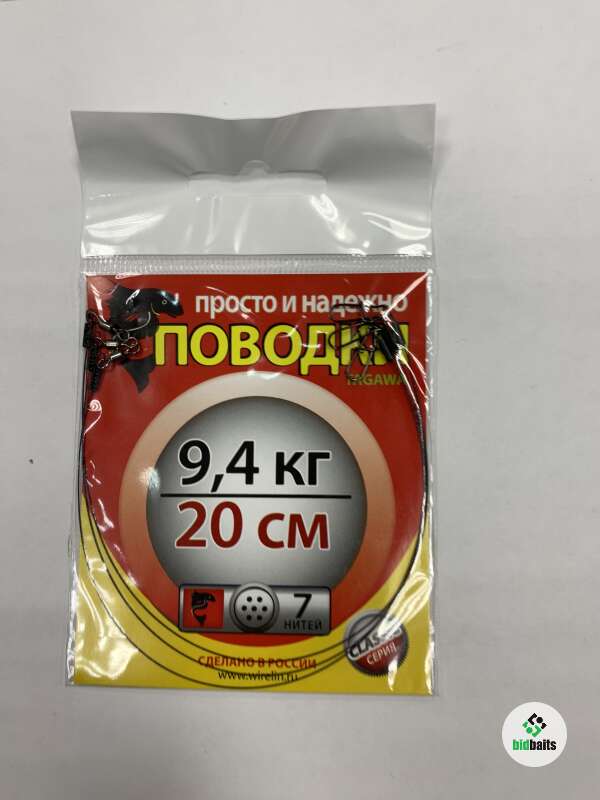 просто и надежно
ПОВОДКИ
9,4 кг
20 см
7
НИТЕЙ
CLASSIC
СЕРИЯ
СДЕЛАНО В РОССИИ
www.wirelin.ru
bidbaits